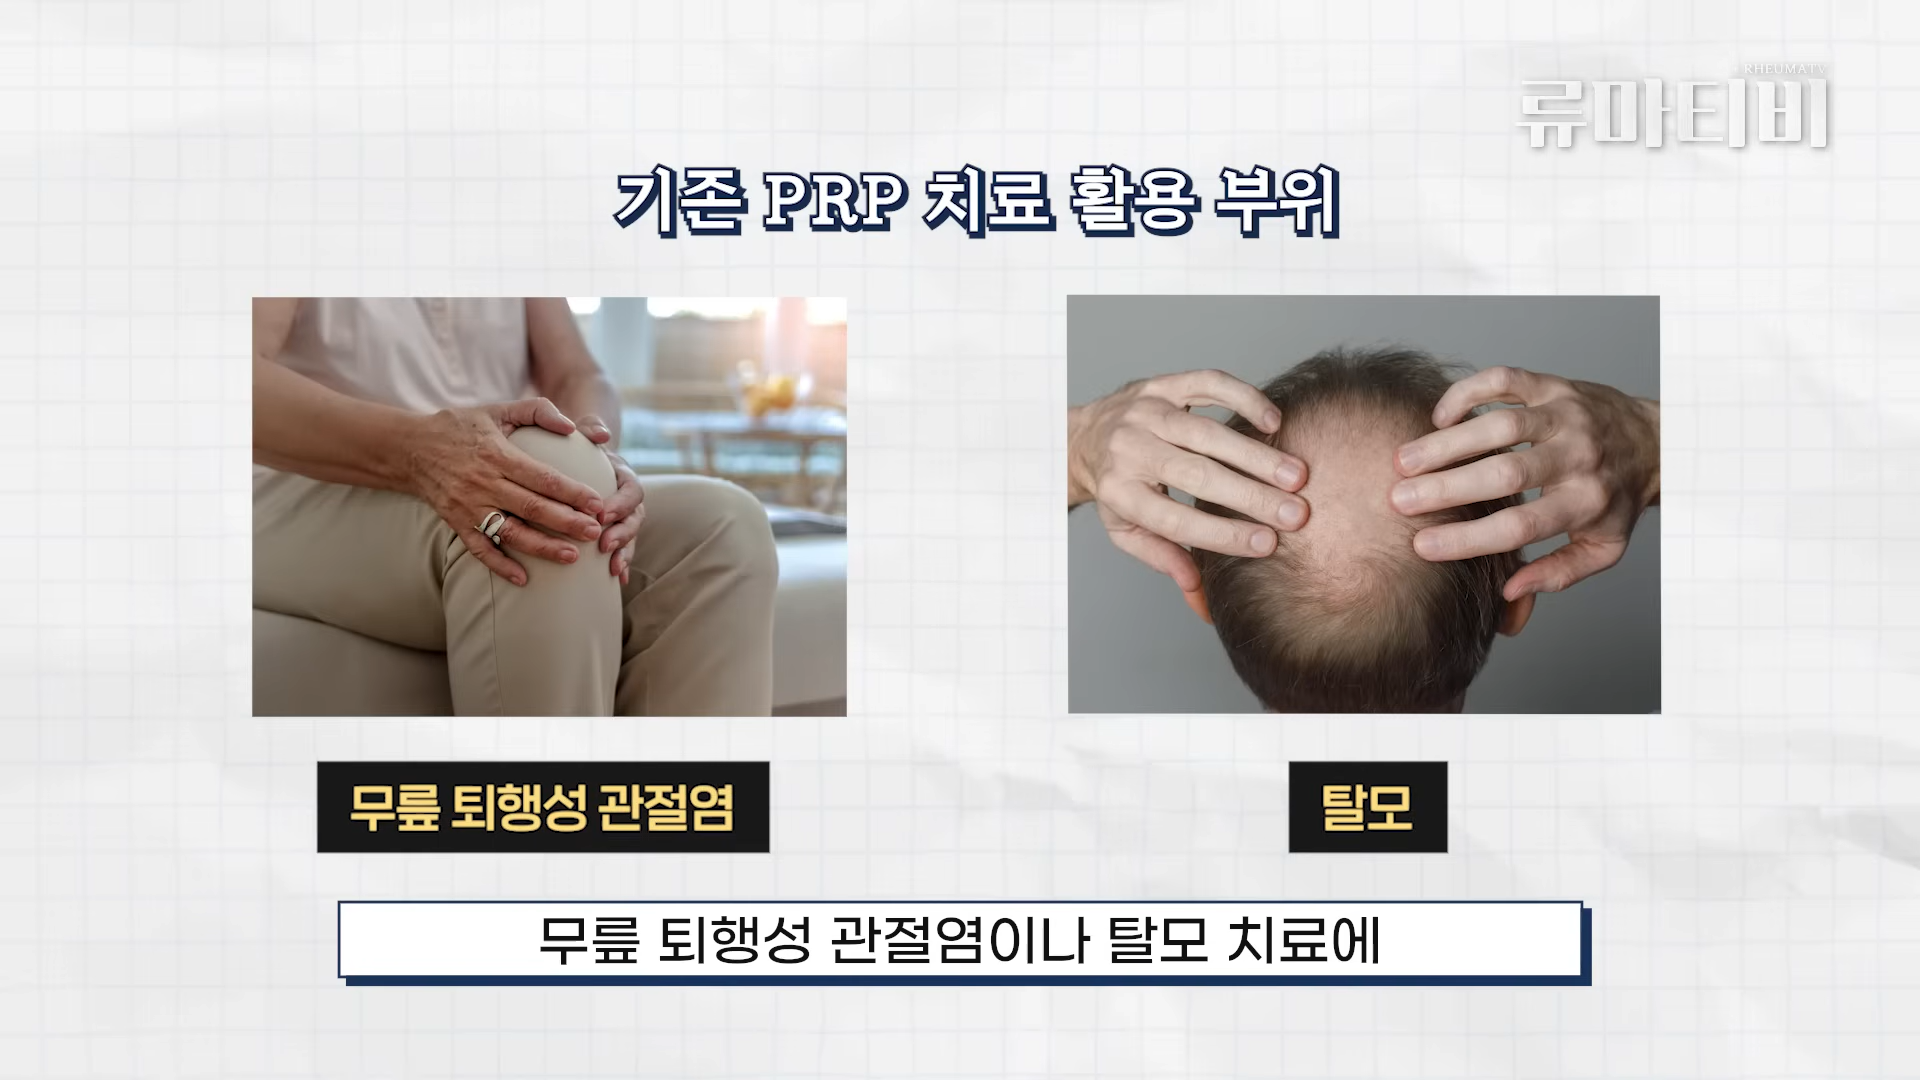 RHEUMATV
류마티비
기존 PRP 치료 활용 부위
무릎 퇴행성 관절염
탈모
무릎 퇴행성 관절염이나 탈모 치료에